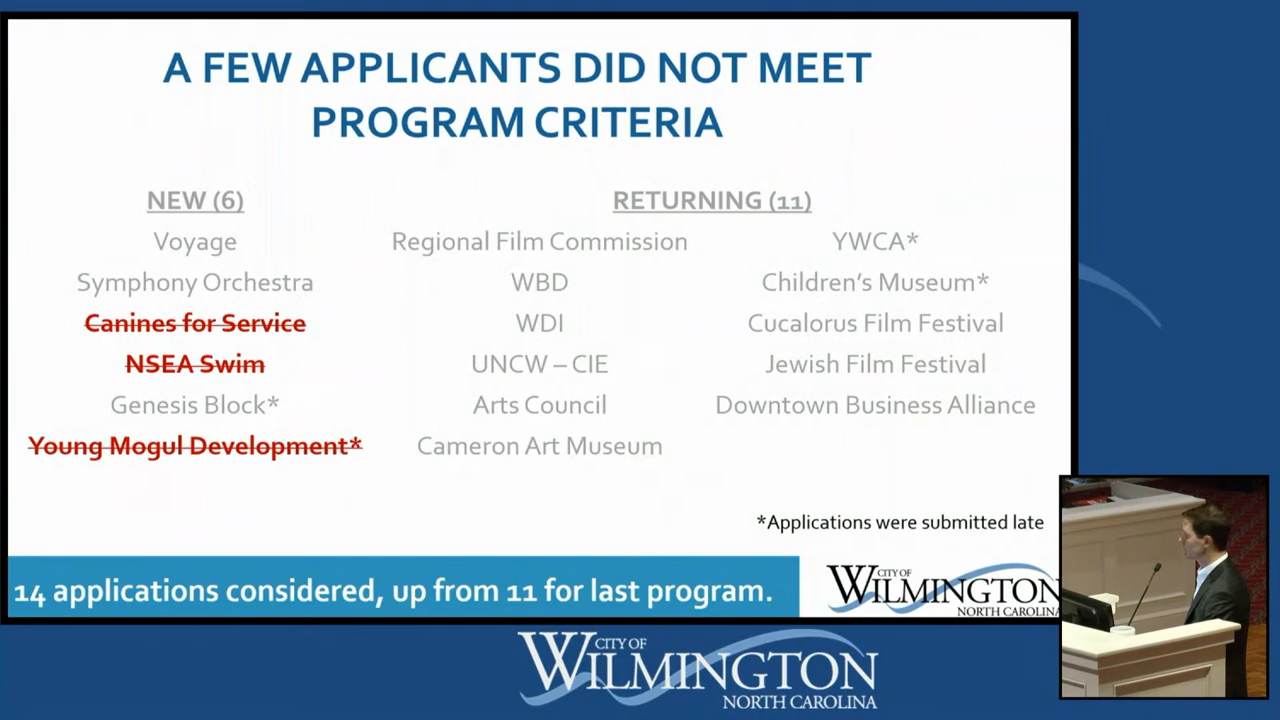 A FEW APPLICANTS DID NOT MEET
PROGRAM CRITERIA
NEW (6)
Voyage
Symphony Orchestra
Canines for Service
NSEA Swim
Genesis Block*
Young Mogul Development*
RETURNING (11)
Regional Film Commission
WBD
WDI
UNCW – CIE
Arts Council
Cameron Art Museum
YWCA*
Children's Museum*
Cucalorus Film Festival
Jewish Film Festival
Downtown Business Alliance
*Applications were submitted late
14 applications considered, up from 11 for last program.
CITY OF
WILMINGTON
NORTH CAROLINA
CITY OF
WILMINGTON
NORTH CAROLINA